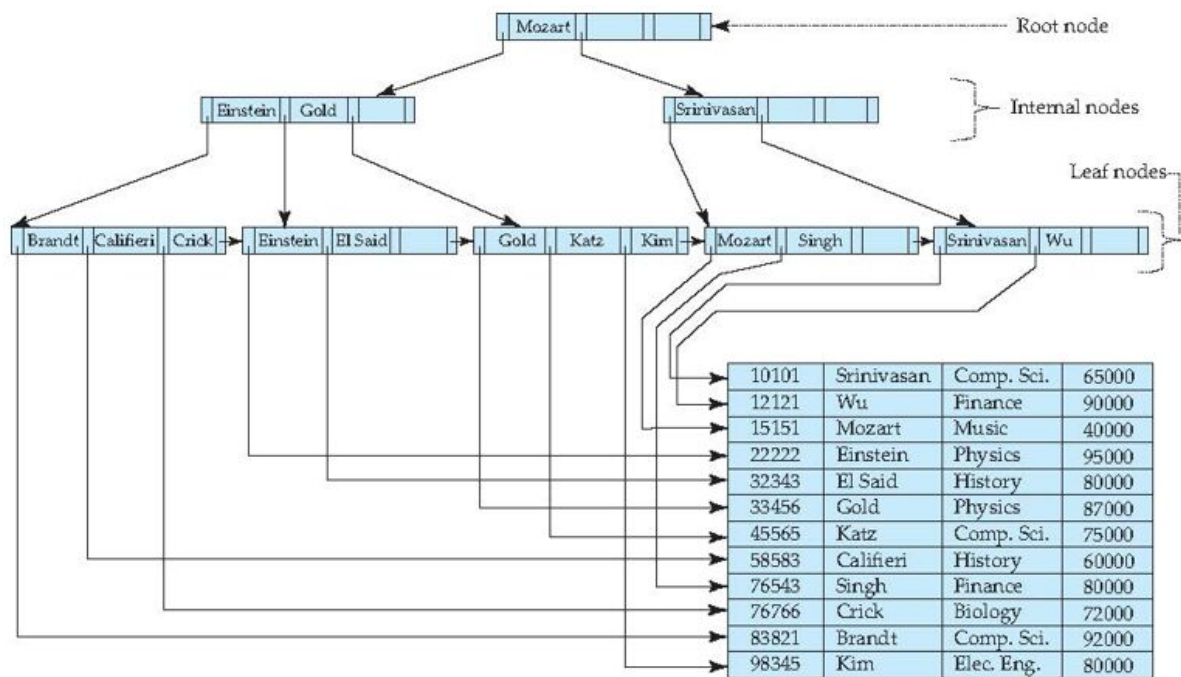 Mozart
Root node
Einstein Gold
Srinivasan
Internal nodes
Leaf nodes
Brandt Califieri Crick
Einstein El Said
Gold Katz Kim
Mozart Singh
Srinivasan Wu
10101 Srinivasan Comp. Sci. 65000
12121 Wu Finance 90000
15151 Mozart Music 40000
22222 Einstein Physics 95000
32343 El Said History 80000
33456 Gold Physics 87000
45565 Katz Comp. Sci. 75000
58583 Califieri History 60000
76543 Singh Finance 80000
76766 Crick Biology 72000
83821 Brandt Comp. Sci. 92000
98345 Kim Elec. Eng. 80000